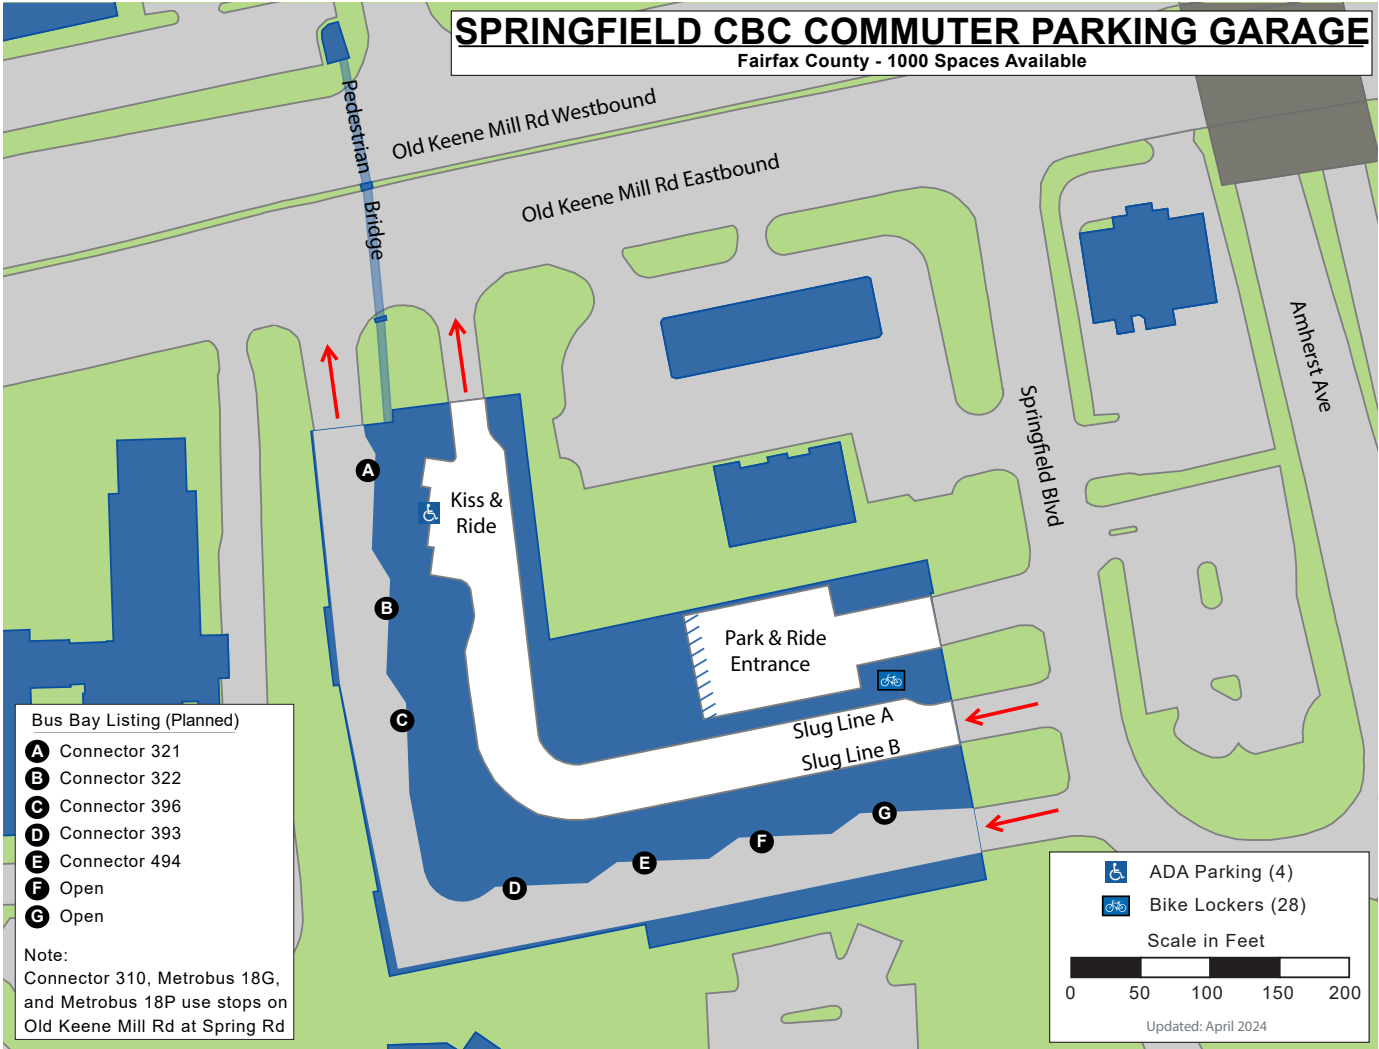 SPRINGFIELD CBC COMMUTER PARKING GARAGE
Fairfax County - 1000 Spaces Available
Pedestrian Bridge
Old Keene Mill Rd Westbound
Old Keene Mill Rd Eastbound
Amherst Ave
Springfield Blvd
A
Kiss &
Ride
B
Park & Ride
Entrance
C
Slug Line A
Slug Line B
G
F
E
D
Bus Bay Listing (Planned)
A Connector 321
B Connector 322
C Connector 396
D Connector 393
E Connector 494
F Open
G Open
Note:
Connector 310, Metrobus 18G,
and Metrobus 18P use stops on
Old Keene Mill Rd at Spring Rd
ADA Parking (4)
Bike Lockers (28)
Scale in Feet
0 50 100 150 200
Updated: April 2024